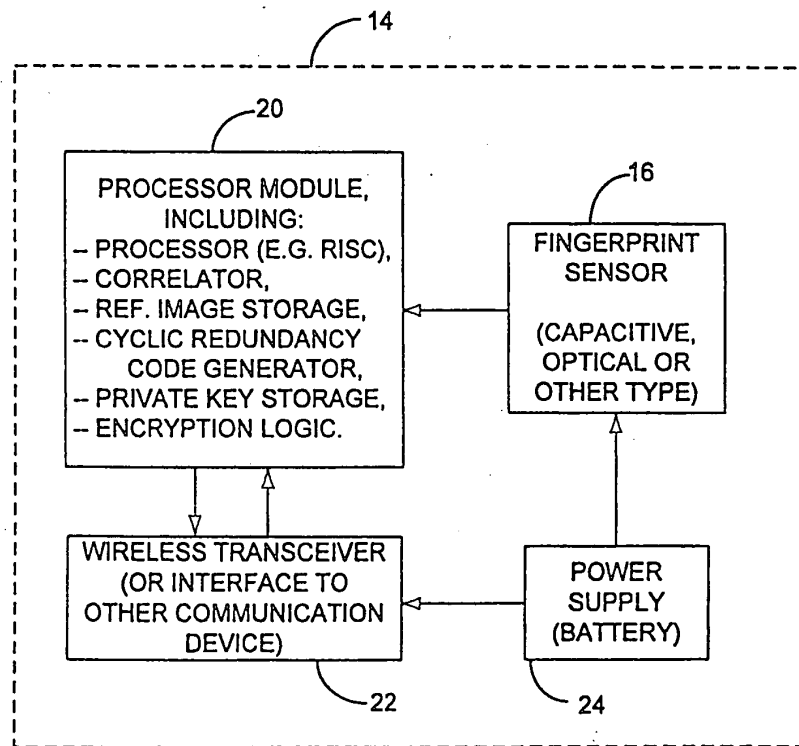 14
20
PROCESSOR MODULE,
INCLUDING:
-- PROCESSOR (E.G. RISC),
-- CORRELATOR,
-- REF. IMAGE STORAGE,
-- CYCLIC REDUNDANCY
CODE GENERATOR,
-- PRIVATE KEY STORAGE,
-- ENCRYPTION LOGIC.
16
FINGERPRINT
SENSOR
(CAPACITIVE,
OPTICAL OR
OTHER TYPE)
WIRELESS TRANSCEIVER
(OR INTERFACE TO
OTHER COMMUNICATION
DEVICE)
22
POWER
SUPPLY
(BATTERY)
24